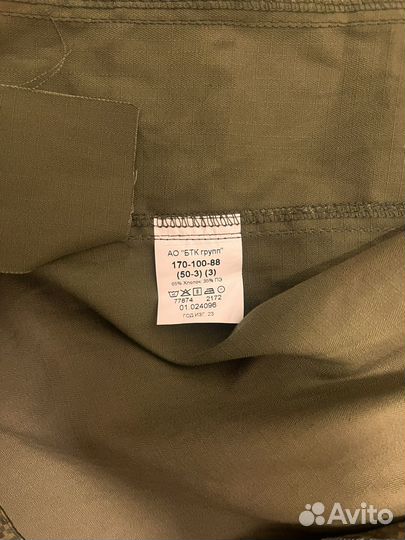 АО "БТК групп"
170-100-88
(50-3) (3)
65% Хлопок 35% ПЭ
77874 2172
01.024096
ГОД ИЗГ. 23
Avito